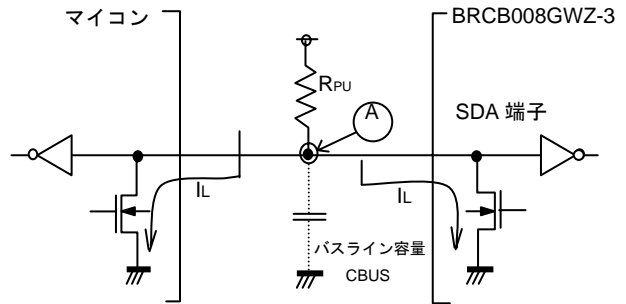 マイコン
BRCB008GWZ-3
RPU
A
SDA 端子
IL
IL
バスライン容量
CBUS